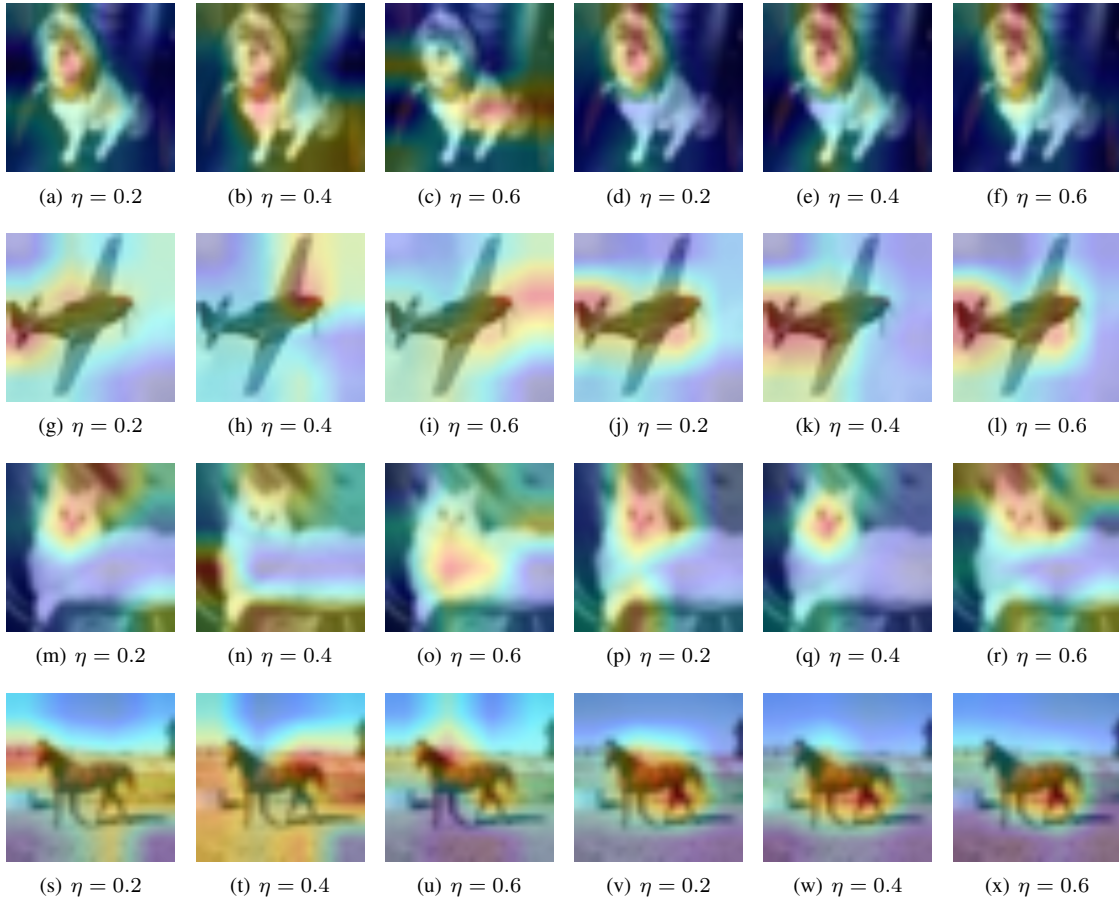 (a) η = 0.2 (b) η = 0.4 (c) η = 0.6 (d) η = 0.2 (e) η = 0.4 (f) η = 0.6
(g) η = 0.2 (h) η = 0.4 (i) η = 0.6 (j) η = 0.2 (k) η = 0.4 (l) η = 0.6
(m) η = 0.2 (n) η = 0.4 (o) η = 0.6 (p) η = 0.2 (q) η = 0.4 (r) η = 0.6
(s) η = 0.2 (t) η = 0.4 (u) η = 0.6 (v) η = 0.2 (w) η = 0.4 (x) η = 0.6